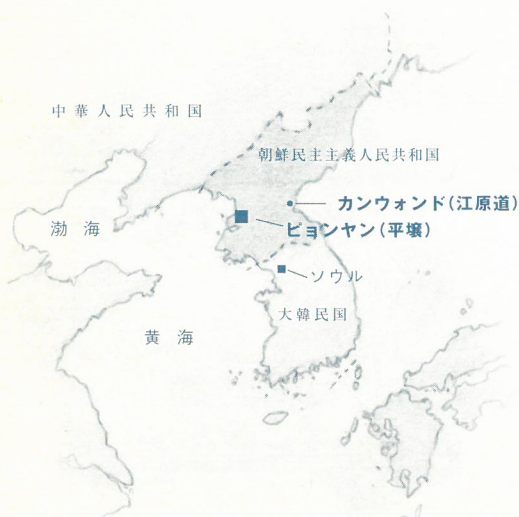 中華人民共和国
朝鮮民主主義人民共和国
カンウォンド(江原道)
ピョンヤン(平壌)
渤海
ソウル
大韓民国
黄海